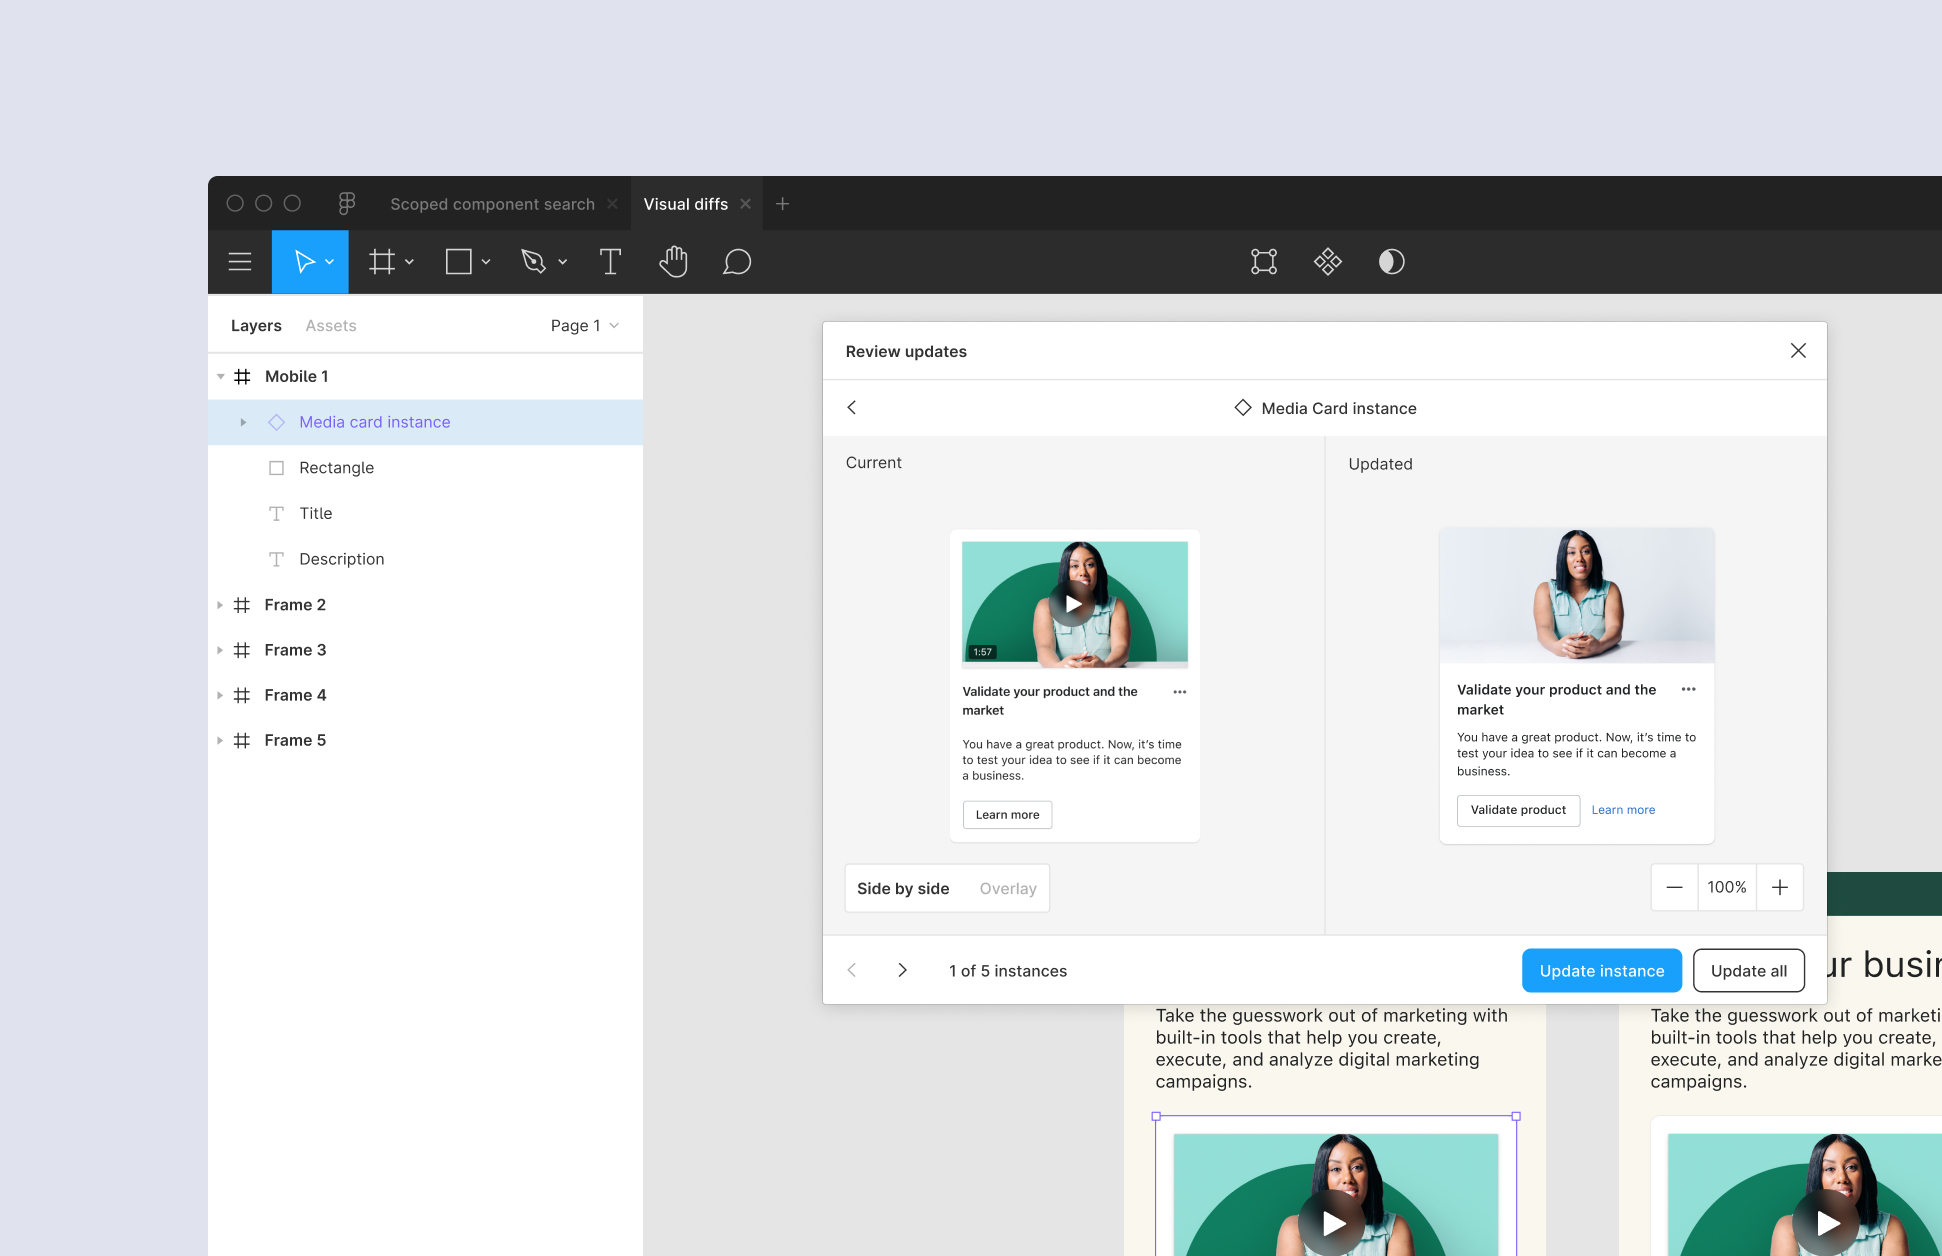 Scoped component search
Visual diffs
Layers
Assets
Page 1
Mobile 1
Media card instance
Rectangle
Title
Description
Frame 2
Frame 3
Frame 4
Frame 5
Review updates
Media Card instance
Current
Updated
1:57
Validate your product and the
market
You have a great product. Now, it's time
to test your idea to see if it can become
a business.
Learn more
Validate your product and the
market
You have a great product. Now, it's time to
test your idea to see if it can become a
business.
Validate product
Learn more
Side by side
Overlay
100%
1 of 5 instances
Update instance
Update all
Take the guesswork out of marketing with
built-in tools that help you create,
execute, and analyze digital marketing
campaigns.
Take the guesswork out of
built-in tools that help you create,
execute, and analyze digital
campaigns.